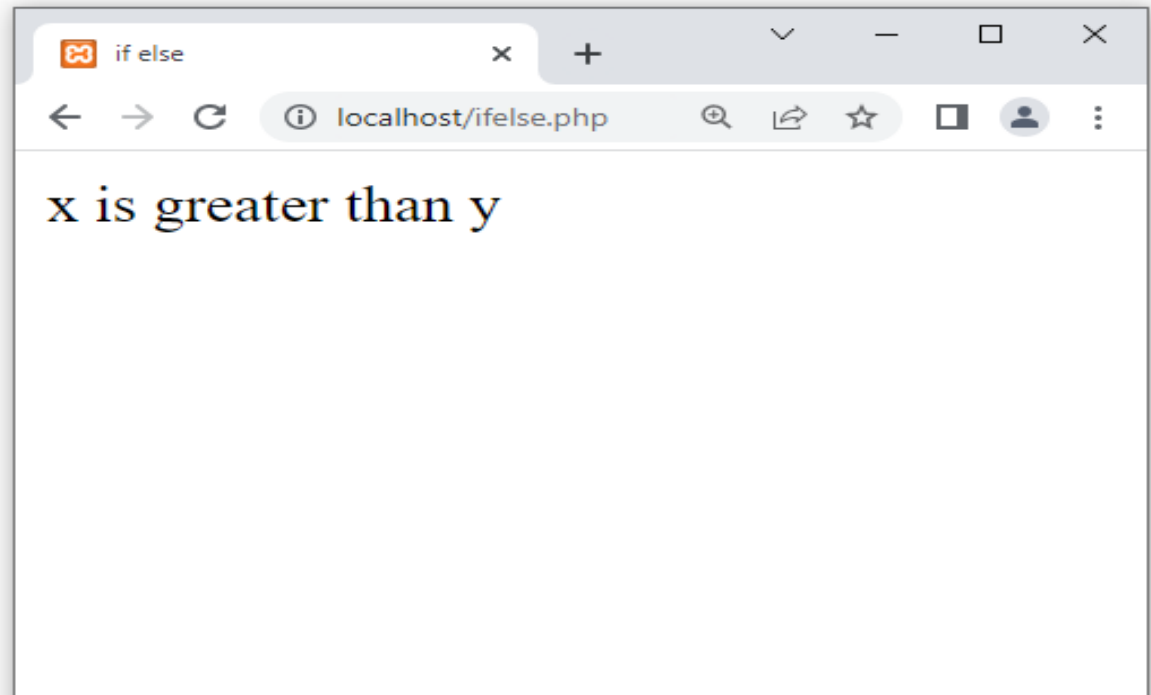 if else
localhost/ifelse.php
x is greater than y